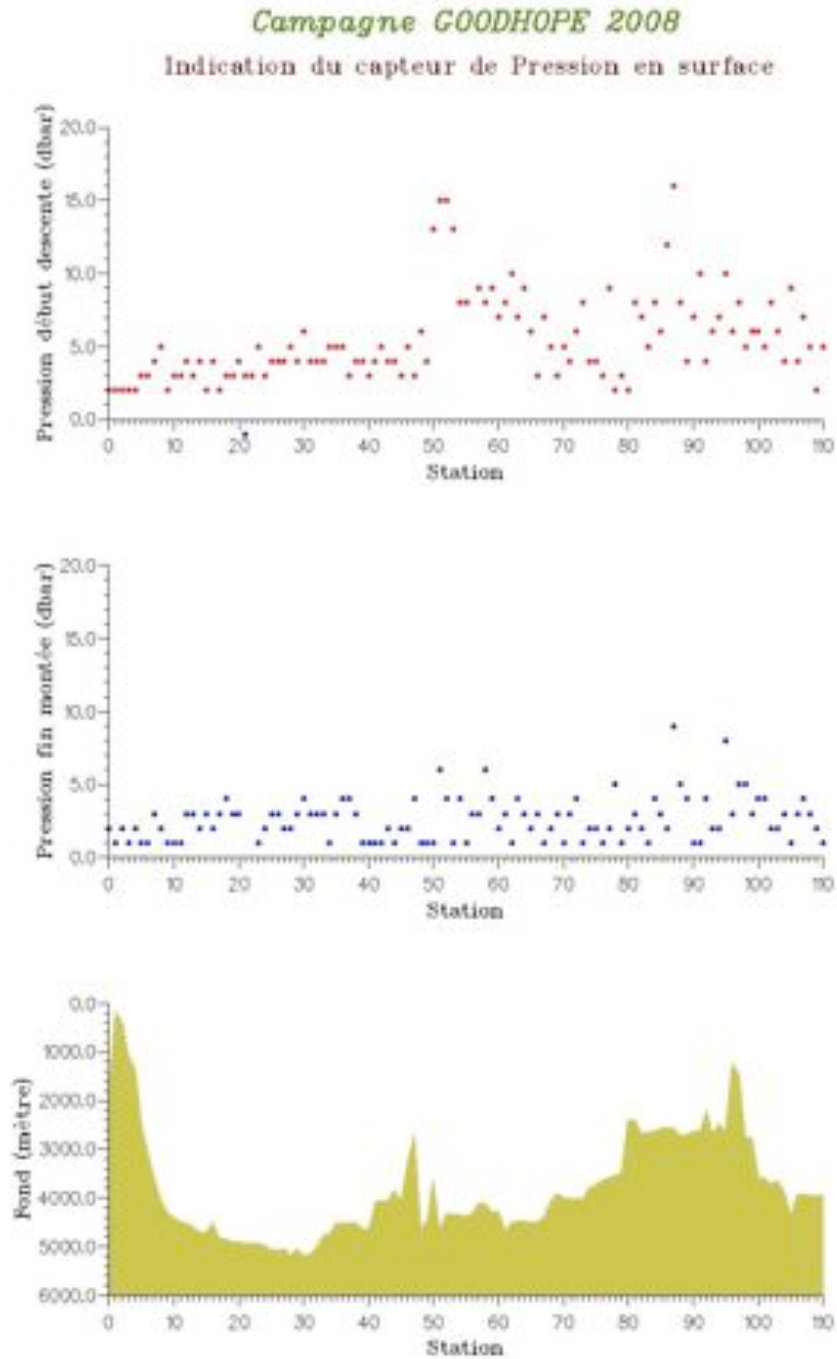 Campagne GOODHOPE 2008
Indication du capteur de Pression en surface
Pression début descente (dbar)
20.0
15.0
10.0
5.0
0.0
0 10 20 30 40 50 60 70 80 90 100 110
Station
Pression fin montée (dbar)
20.0
15.0
10.0
5.0
0.0
0 10 20 30 40 50 60 70 80 90 100 110
Station
Fond (mètre)
0.0
1000.0
2000.0
3000.0
4000.0
5000.0
6000.0
0 10 20 30 40 50 60 70 80 90 100 110
Station